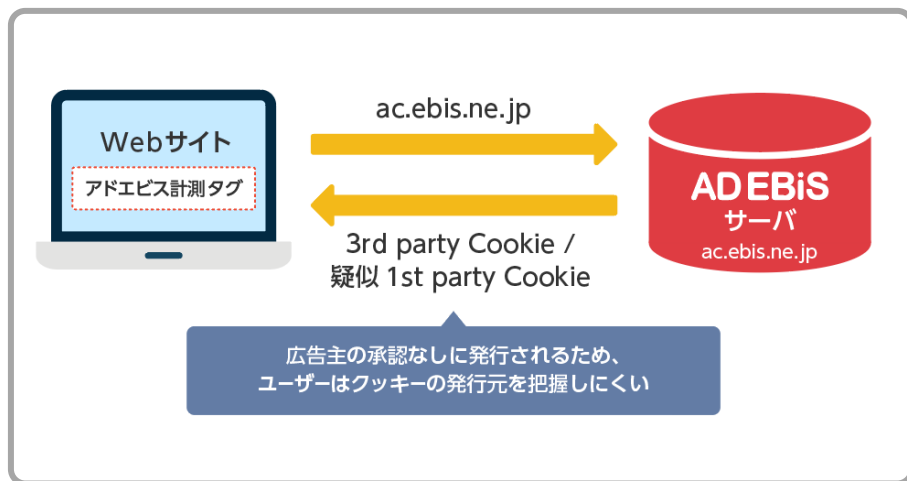 Webサイト
アドエビス計測タグ
ac.ebis.ne.jp
3rd party Cookie /
疑似 1st party Cookie
AD EBiS
サーバ
ac.ebis.ne.jp
広告主の承認なしに発行されるため、
ユーザーはクッキーの発行元を把握しにくい